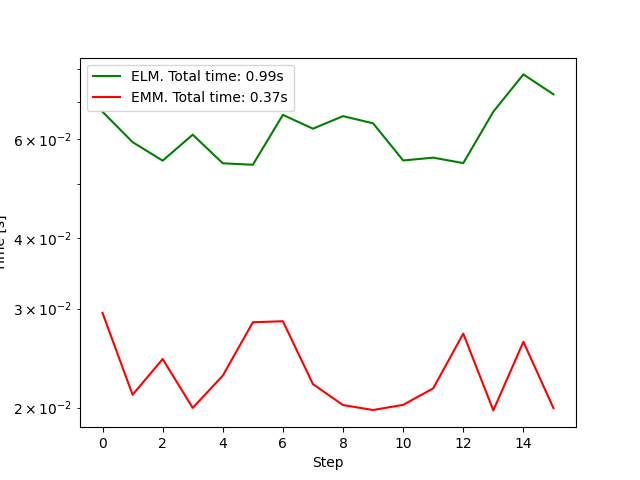 ELM. Total time: 0.99s
EMM. Total time: 0.37s
6 × 10⁻²
4 × 10⁻²
3 × 10⁻²
2 × 10⁻²
0 2 4 6 8 10 12 14
Step